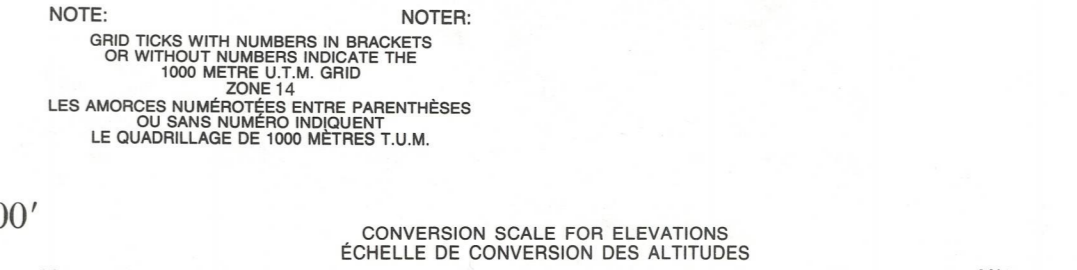 NOTE: NOTER:
GRID TICKS WITH NUMBERS IN BRACKETS
OR WITHOUT NUMBERS INDICATE THE
1000 METRE U.T.M. GRID
ZONE 14
LES AMORCES NUMÉROTÉES ENTRE PARENTHÈSES
OU SANS NUMÉRO INDIQUENT
LE QUADRILLAGE DE 1000 MÈTRES T.U.M.
00′
CONVERSION SCALE FOR ELEVATIONS
ÉCHELLE DE CONVERSION DES ALTITUDES